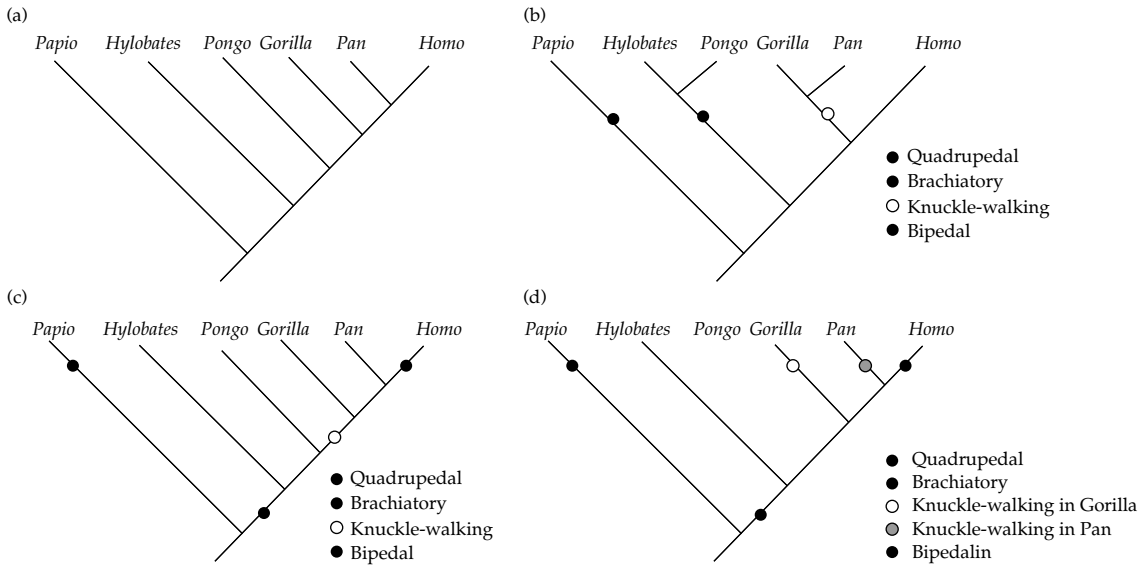 (a)
Papio Hylobates Pongo Gorilla Pan Homo
(b)
Papio Hylobates Pongo Gorilla Pan Homo
Quadrupedal
Brachiatory
Knuckle-walking
Bipedal
(c)
Papio Hylobates Pongo Gorilla Pan Homo
Quadrupedal
Brachiatory
Knuckle-walking
Bipedal
(d)
Papio Hylobates Pongo Gorilla Pan Homo
Quadrupedal
Brachiatory
Knuckle-walking in Gorilla
Knuckle-walking in Pan
Bipedalin